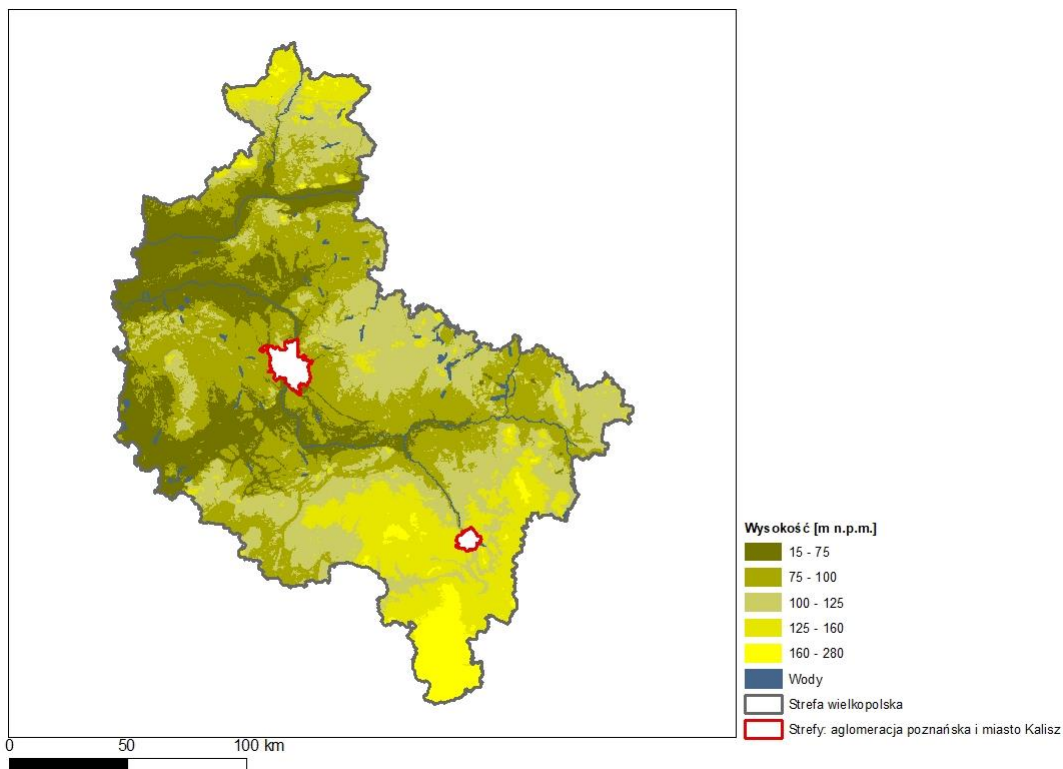 Wysokość [m n.p.m.]
15 - 75
75 - 100
100 - 125
125 - 160
160 - 280
Wody
Strefa wielkopolska
Strefy: aglomeracja poznańska i miasto Kalisz
0 50 100 km